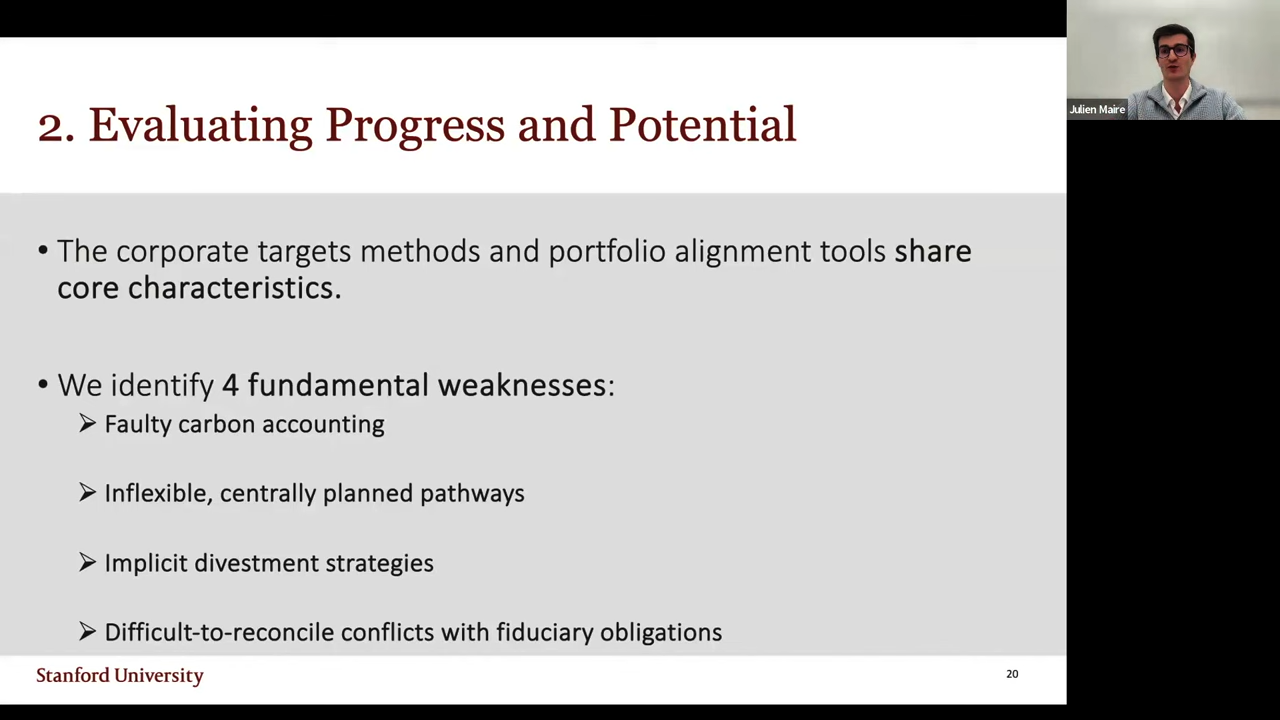 2. Evaluating Progress and Potential
Julien Maire
• The corporate targets methods and portfolio alignment tools share
core characteristics.
• We identify 4 fundamental weaknesses:
➢ Faulty carbon accounting
➢ Inflexible, centrally planned pathways
➢ Implicit divestment strategies
➢ Difficult-to-reconcile conflicts with fiduciary obligations
Stanford University
20